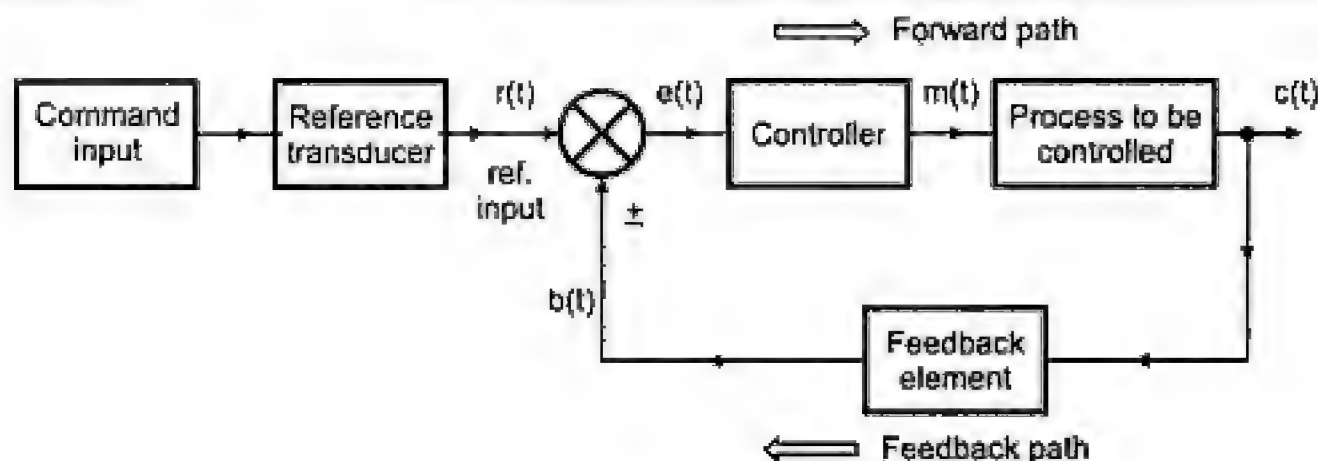 Forward path
Command
input
Reference
transducer
r(t)
ref.
input
e(t)
Controller
m(t)
Process to be
controlled
c(t)
±
b(t)
Feedback
element
Feedback path